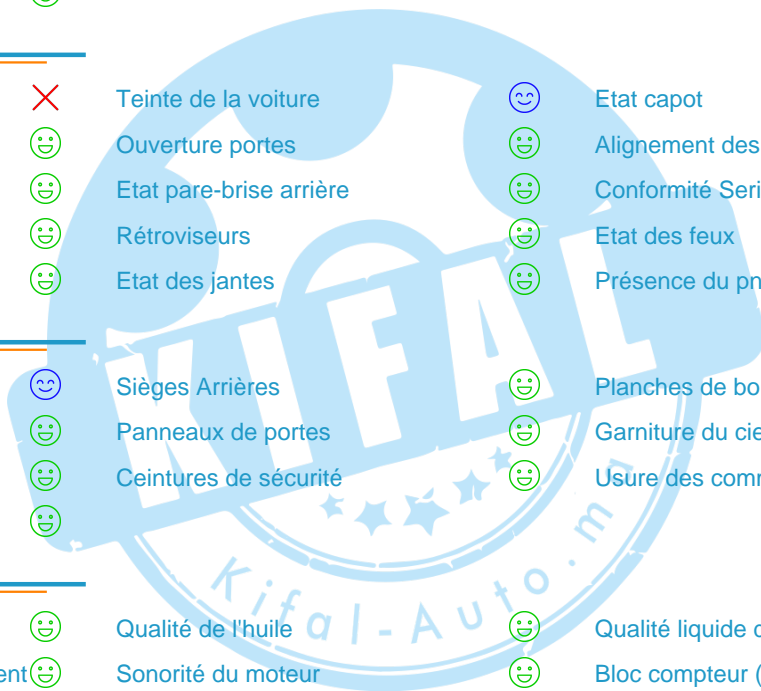 Teinte de la voiture Etat capot
Ouverture portes Alignement des
Etat pare-brise arrière Conformité Seri
Rétroviseurs Etat des feux
Etat des jantes Présence du pn
Sièges Arrières Planches de bo
Panneaux de portes Garniture du cie
Ceintures de sécurité Usure des com
Qualité de l'huile Qualité liquide
ent Sonorité du moteur Bloc compteur (
KIFAL
Kifal-Auto.m